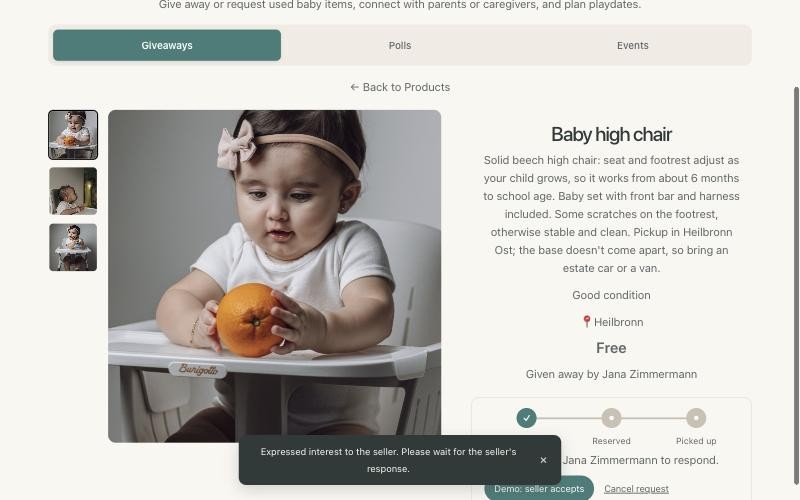 Give away or request used baby items, connect with parents or caregivers, and plan playdates.
Giveaways
Polls
Events
← Back to Products
Baby high chair
Solid beech high chair: seat and footrest adjust as
your child grows, so it works from about 6 months
to school age. Baby set with front bar and harness
included. Some scratches on the footrest,
otherwise stable and clean. Pickup in Heilbronn
Ost; the base doesn't come apart, so bring an
estate car or a van.
Good condition
📍 Heilbronn
Free
Given away by Jana Zimmermann
Burigotto
Reserved
Picked up
Jana Zimmermann to respond.
Expressed interest to the seller. Please wait for the seller's
response.
×
Demo: seller accepts
Cancel request